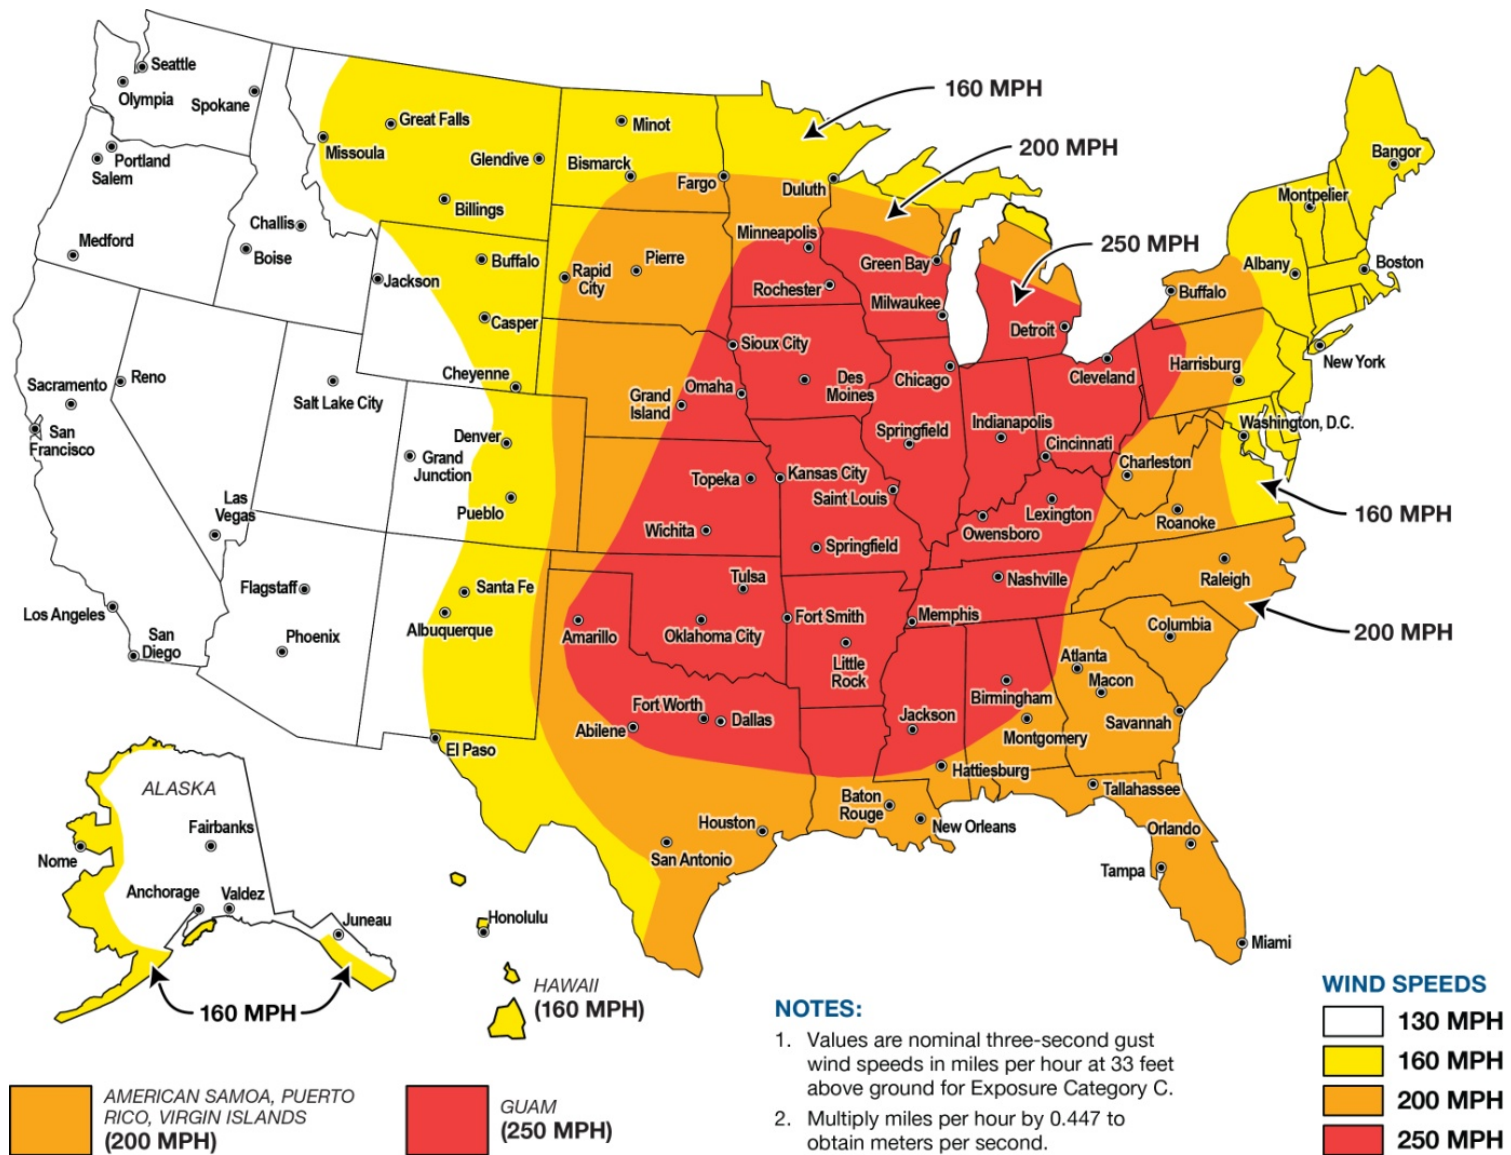 160 MPH
200 MPH
250 MPH
Seattle
Olympia
Spokane
Portland
Salem
Medford
Great Falls
Missoula
Glendive
Billings
Minot
Bismarck
Fargo
Duluth
Challis
Boise
Jackson
Buffalo
Casper
Cheyenne
Rapid
City
Pierre
Minneapolis
Rochester
Green Bay
Milwaukee
Detroit
Bangor
Montpelier
Albany
Boston
Buffalo
New York
Harrisburg
Cleveland
Washington, D.C.
Sacramento
Reno
San
Francisco
Salt Lake City
Las
Vegas
Grand
Junction
Denver
Pueblo
Grand
Island
Omaha
Sioux City
Des
Moines
Chicago
Springfield
Indianapolis
Cincinnati
Charleston
Topeka
Kansas City
Saint Louis
Lexington
Owensboro
Roanoke
160 MPH
Wichita
Springfield
Nashville
Raleigh
Los Angeles
San
Diego
Flagstaff
Phoenix
Santa Fe
Albuquerque
Amarillo
Tulsa
Oklahoma City
Fort Smith
Little
Rock
Memphis
Columbia
200 MPH
Atlanta
Macon
Birmingham
Savannah
Montgomery
Jackson
Hattiesburg
Fort Worth
Dallas
Abilene
El Paso
Tallahassee
Baton
Rouge
New Orleans
Houston
San Antonio
Orlando
Tampa
Miami
ALASKA
Fairbanks
Nome
Anchorage
Valdez
Juneau
160 MPH
Honolulu
HAWAII
(160 MPH)
AMERICAN SAMOA, PUERTO
RICO, VIRGIN ISLANDS
(200 MPH)
GUAM
(250 MPH)
NOTES:
1. Values are nominal three-second gust
wind speeds in miles per hour at 33 feet
above ground for Exposure Category C.
2. Multiply miles per hour by 0.447 to
obtain meters per second.
WIND SPEEDS
130 MPH
160 MPH
200 MPH
250 MPH